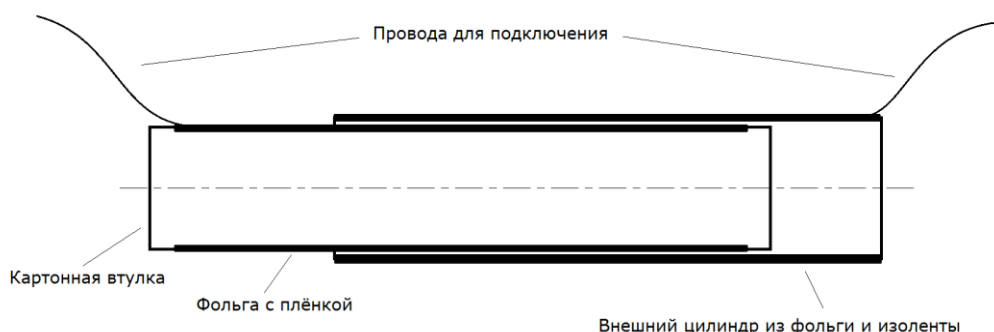 Провода для подключения
Картонная втулка
Фольга с плёнкой
Внешний цилиндр из фольги и изоленты